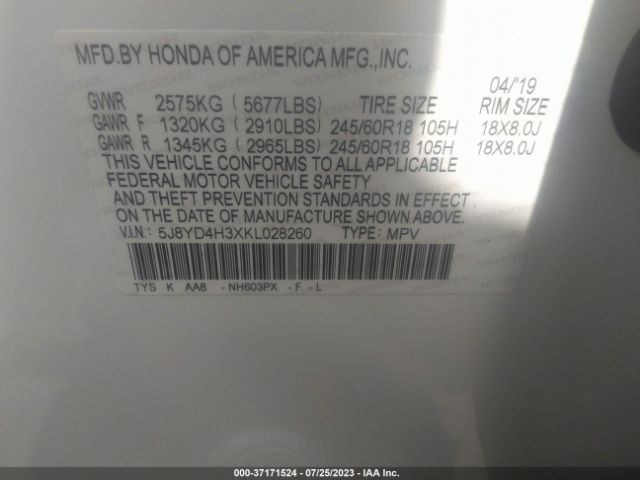 MFD.BY HONDA OF AMERICA MFG.,INC.
04/'19
GVWR 2575KG ( 5677LBS) TIRE SIZE RIM SIZE
GAWR F 1320KG ( 2910LBS) 245/60R18 105H 18X8.0J
GAWR R 1345KG ( 2965LBS) 245/60R18 105H 18X8.0J
THIS VEHICLE CONFORMS TO ALL APPLICABLE
FEDERAL MOTOR VEHICLE SAFETY
AND THEFT PREVENTION STANDARDS IN EFFECT
ON THE DATE OF MANUFACTURE SHOWN ABOVE.
V.I.N.: 5J8YD4H3XKL028260 TYPE: MPV
TYS K AA8 -NH603PX -F -L
000-37171524 / 07/25/2023 / Copyright IAA, LLC